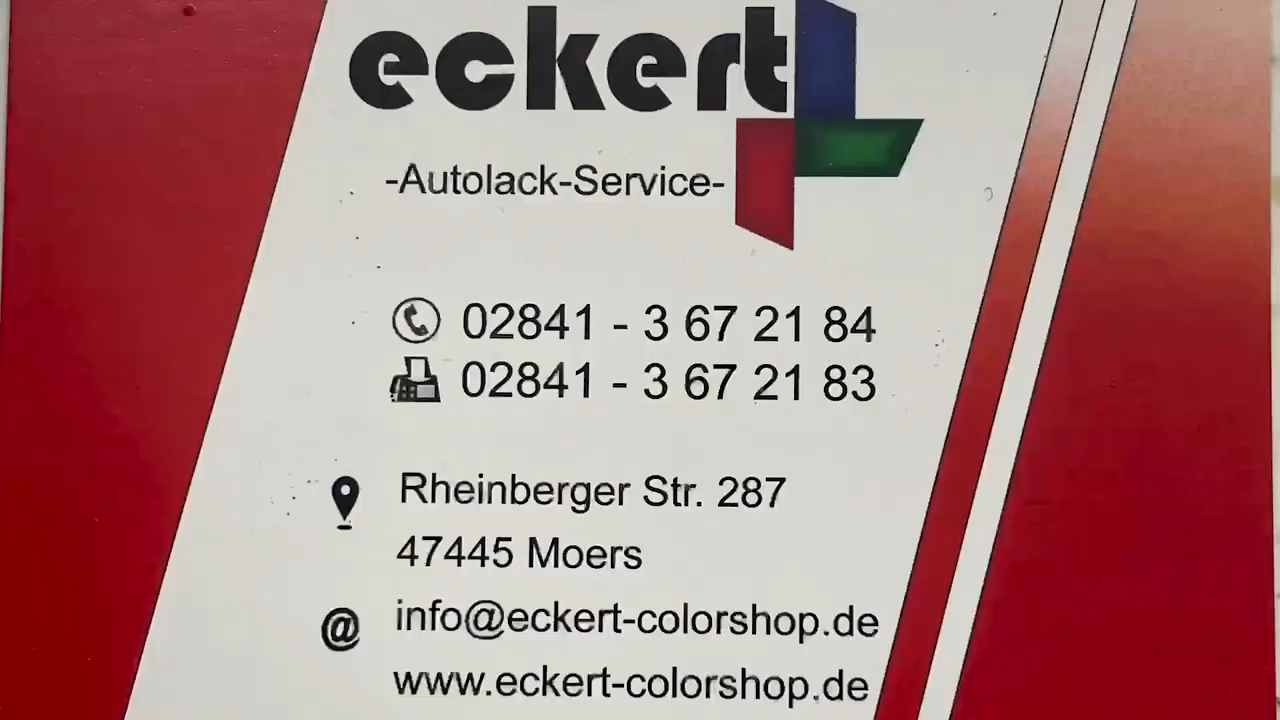 eckert
-Autolack-Service-
02841 - 3 67 21 84
02841 - 3 67 21 83
Rheinberger Str. 287
47445 Moers
@ info@eckert-colorshop.de
www.eckert-colorshop.de